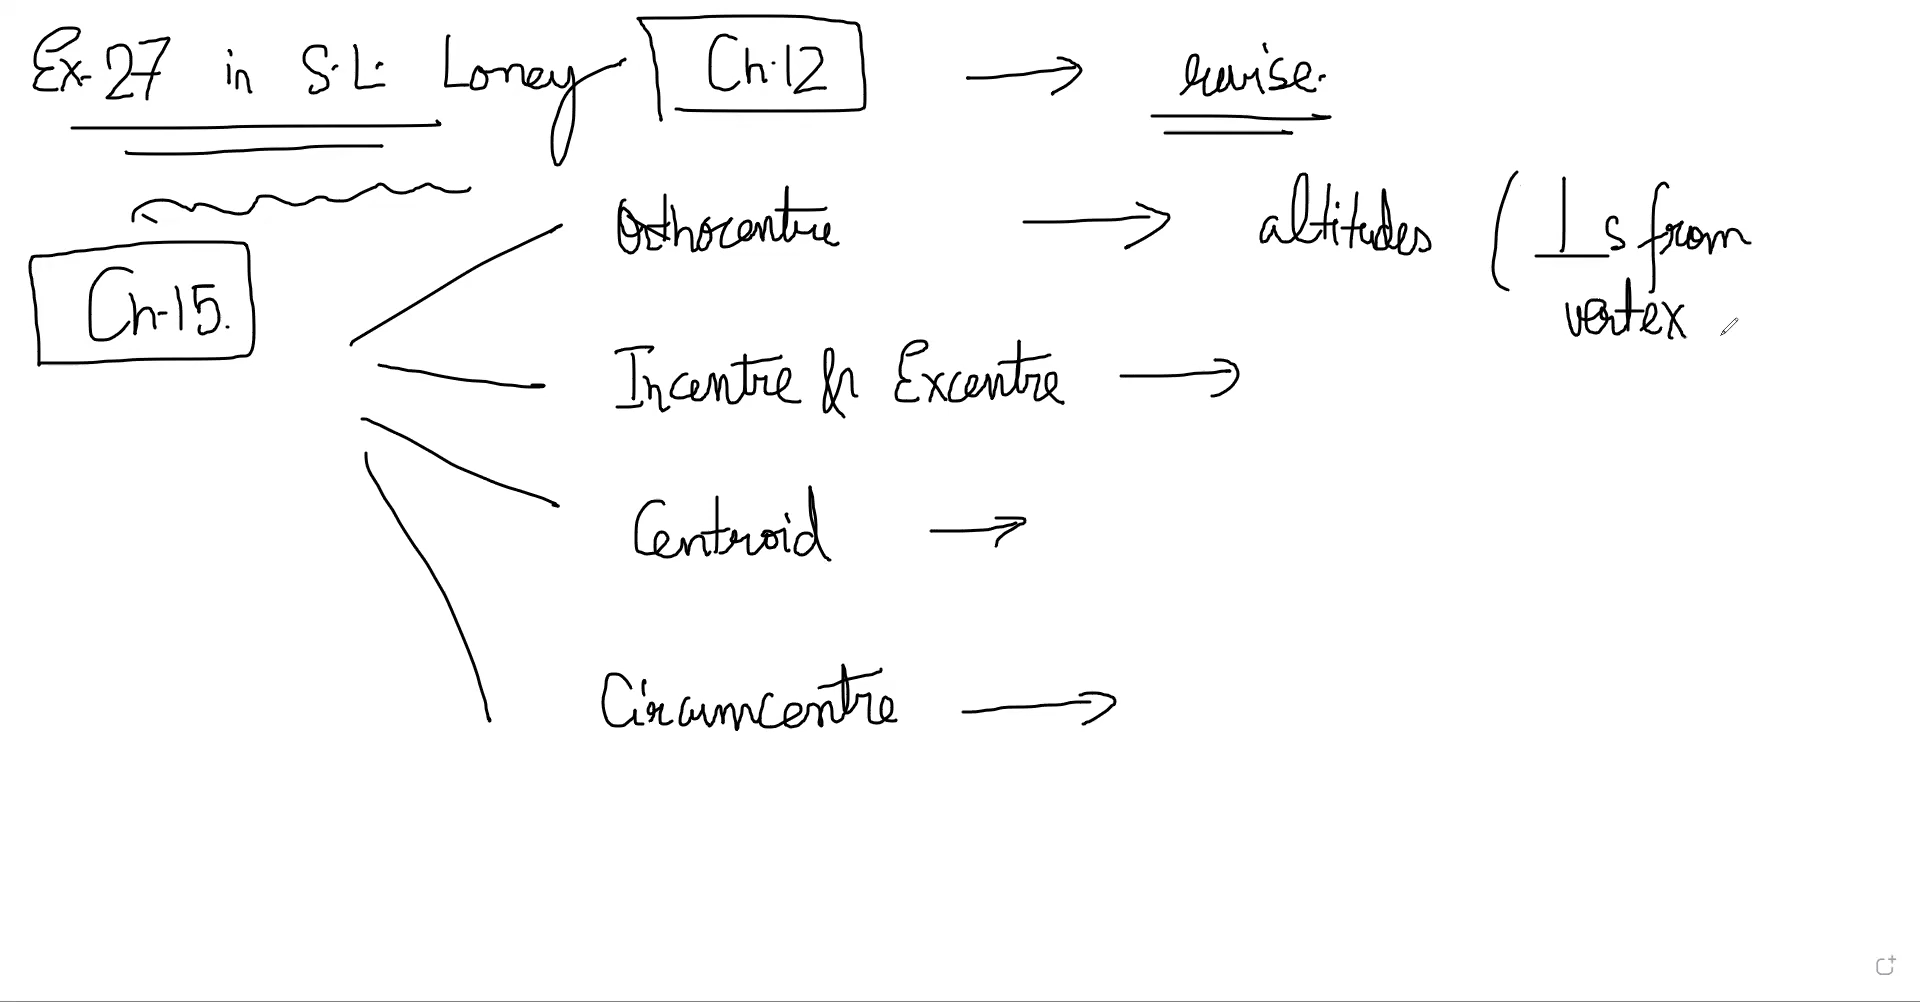 Ex. 27 in S.L. Loney Ch.12 → revise.
Orthocentre → altitudes (⊥s from
vertex
Ch-15.
Incentre & Excentre →
Centroid →
Circumcentre →